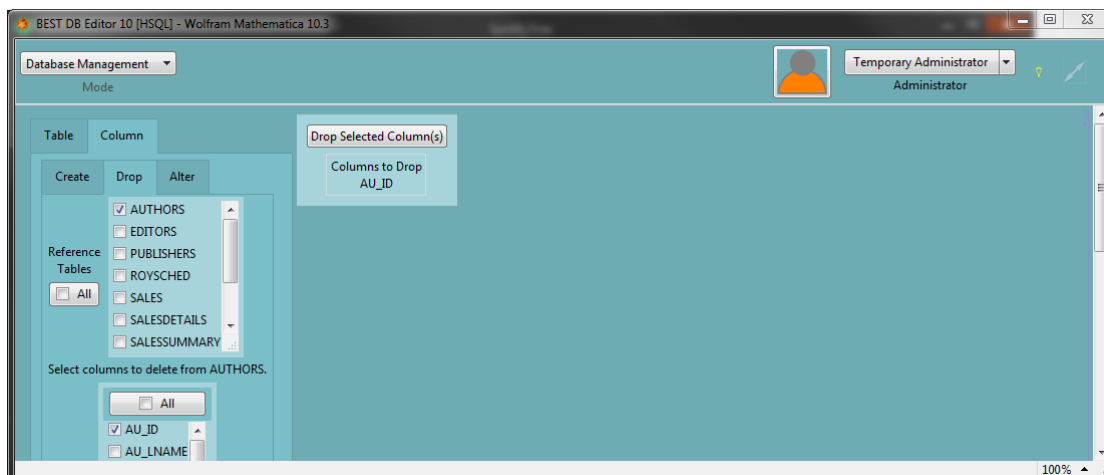 BEST DB Editor 10 [HSQL] - Wolfram Mathematica 10.3
Database Management
Mode
Temporary Administrator
Administrator
Table Column
Create Drop Alter
Reference
Tables
All
AUTHORS
EDITORS
PUBLISHERS
ROYSCHED
SALES
SALESDETAILS
SALESSUMMARY
Select columns to delete from AUTHORS.
All
AU_ID
AU_LNAME
Drop Selected Column(s)
Columns to Drop
AU_ID
100%